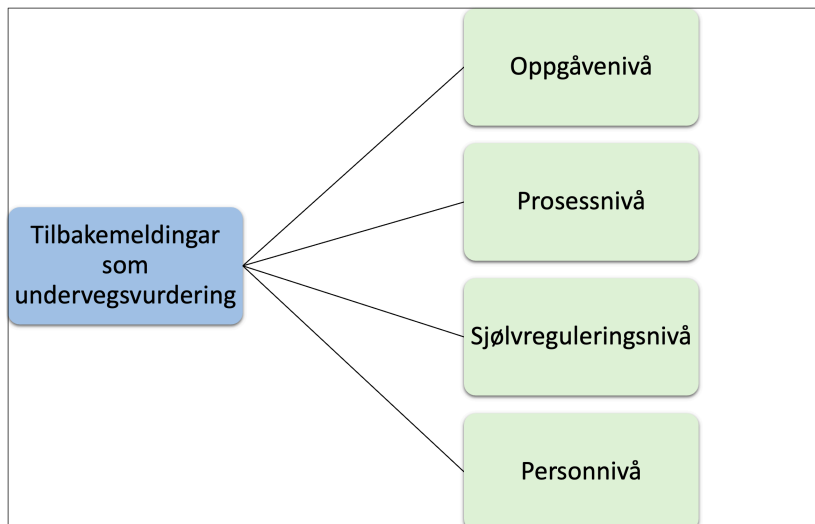 Oppgåvenivå
Prosessnivå
Tilbakemeldingar
som
undervegsvurdering
Sjølvreguleringsnivå
Personnivå